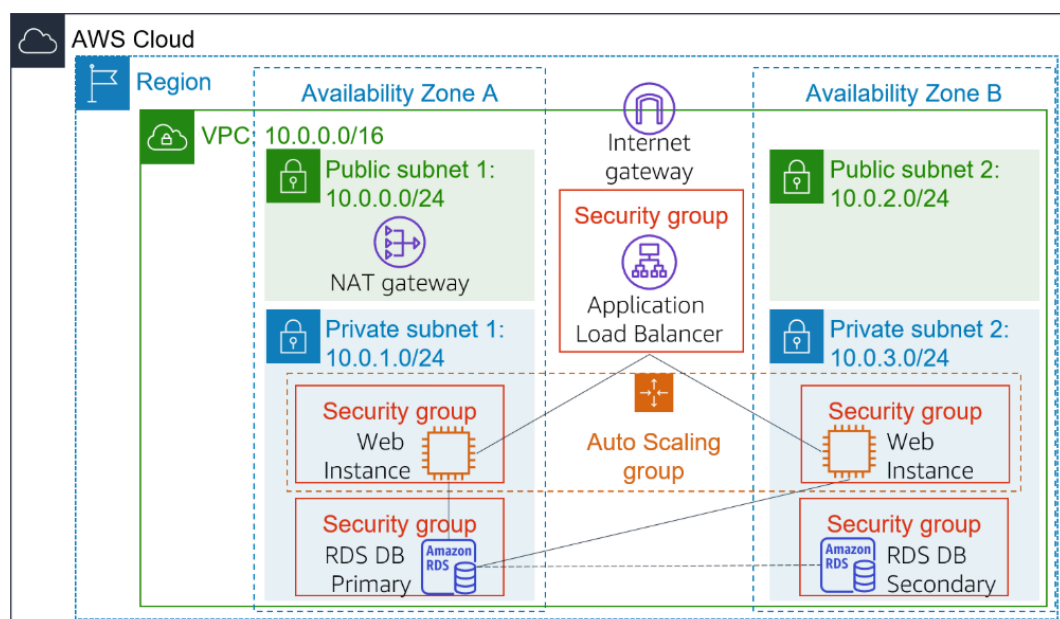 AWS Cloud
Region
Availability Zone A
Availability Zone B
VPC 10.0.0.0/16
Internet
gateway
Public subnet 1:
10.0.0.0/24
NAT gateway
Security group
Application
Load Balancer
Public subnet 2:
10.0.2.0/24
Private subnet 1:
10.0.1.0/24
Private subnet 2:
10.0.3.0/24
Security group
Web
Instance
Auto Scaling
group
Security group
Web
Instance
Security group
RDS DB
Primary
Amazon
RDS
Security group
Amazon
RDS
RDS DB
Secondary